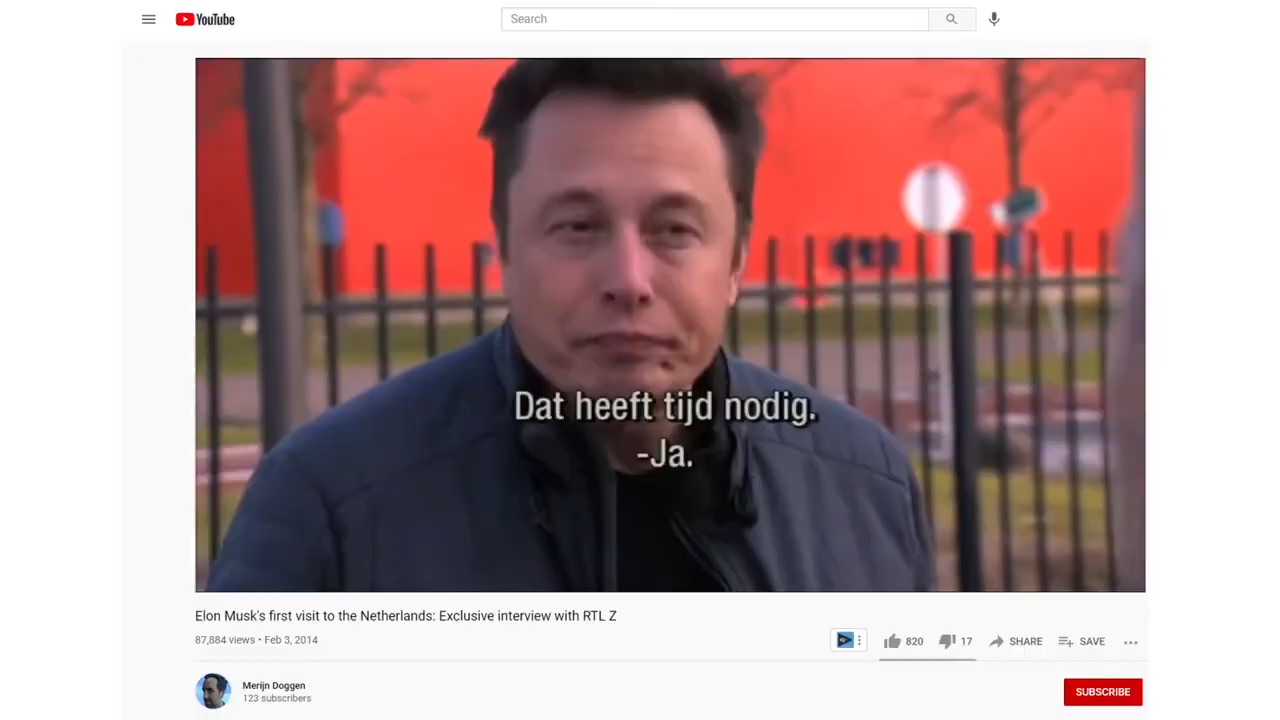 YouTube
Search
Dat heeft tijd nodig.
-Ja.
Elon Musk's first visit to the Netherlands: Exclusive interview with RTL Z
87,884 views • Feb 3, 2014
820
17
SHARE
SAVE
Merijn Doggen
123 subscribers
SUBSCRIBE